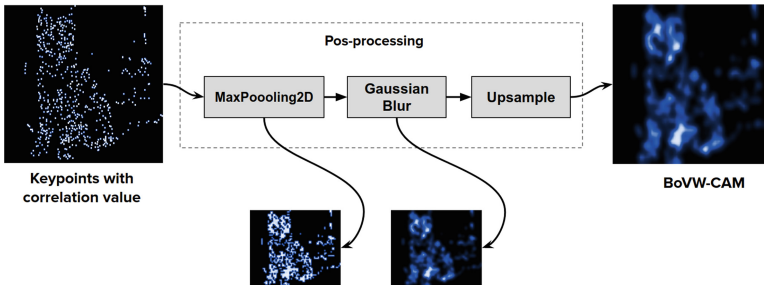 Pos-processing
MaxPoooling2D
Gaussian
Blur
Upsample
Keypoints with
correlation value
BoVW-CAM